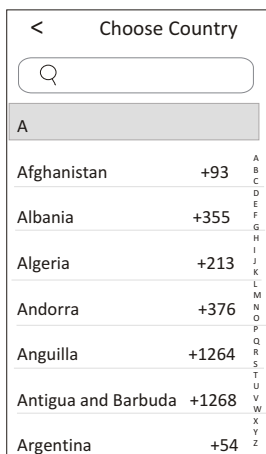 < Choose Country
A
Afghanistan +93
Albania +355
Algeria +213
Andorra +376
Anguilla +1264
Antigua and Barbuda +1268
Argentina +54
A
B
C
D
E
F
G
H
I
J
K
L
M
N
O
P
Q
R
S
T
U
V
W
X
Y
Z